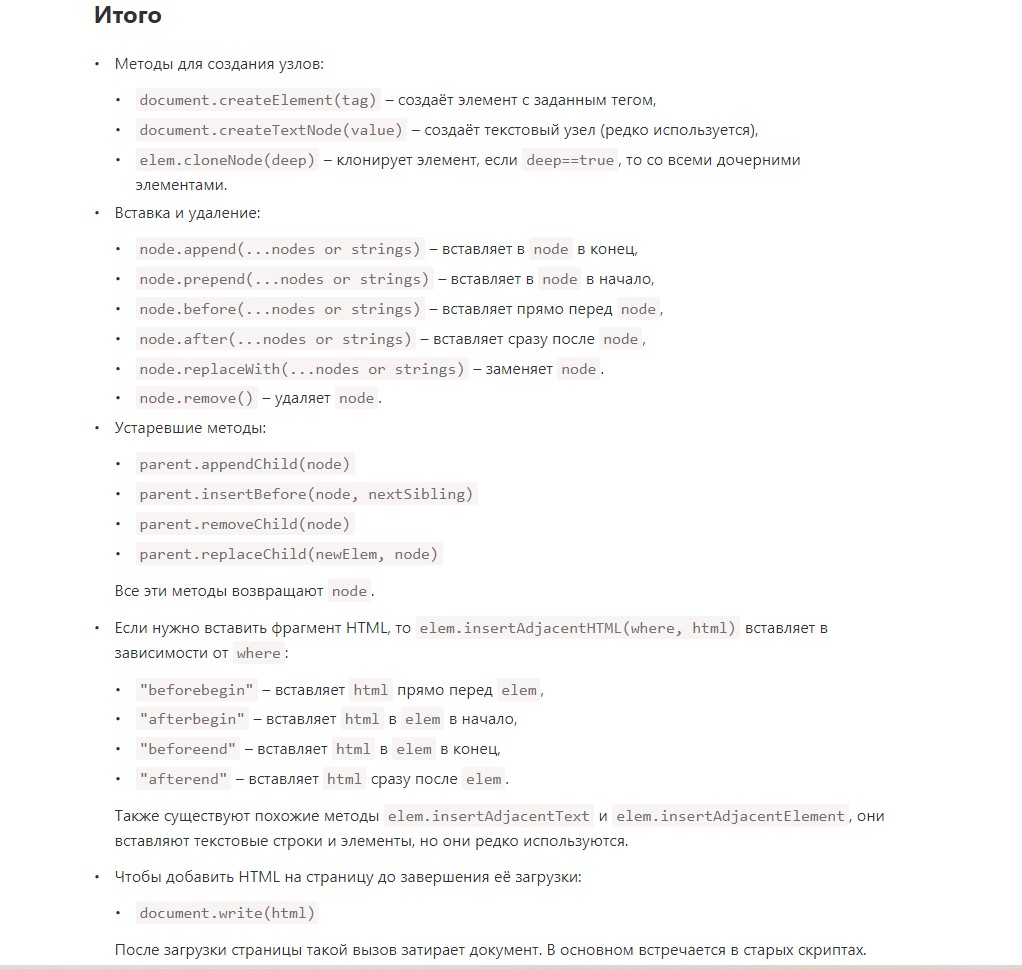 Итого
• Методы для создания узлов:
• document.createElement(tag) – создаёт элемент с заданным тегом,
• document.createTextNode(value) – создаёт текстовый узел (редко используется),
• elem.cloneNode(deep) – клонирует элемент, если deep==true, то со всеми дочерними
элементами.
• Вставка и удаление:
• node.append(...nodes or strings) – вставляет в node в конец,
• node.prepend(...nodes or strings) – вставляет в node в начало,
• node.before(...nodes or strings) – вставляет прямо перед node,
• node.after(...nodes or strings) – вставляет сразу после node,
• node.replaceWith(...nodes or strings) – заменяет node.
• node.remove() – удаляет node.
• Устаревшие методы:
• parent.appendChild(node)
• parent.insertBefore(node, nextSibling)
• parent.removeChild(node)
• parent.replaceChild(newElem, node)
Все эти методы возвращают node.
• Если нужно вставить фрагмент HTML, то elem.insertAdjacentHTML(where, html) вставляет в
зависимости от where:
• "beforebegin" – вставляет html прямо перед elem,
• "afterbegin" – вставляет html в elem в начало,
• "beforeend" – вставляет html в elem в конец,
• "afterend" – вставляет html сразу после elem.
Также существуют похожие методы elem.insertAdjacentText и elem.insertAdjacentElement, они
вставляют текстовые строки и элементы, но они редко используются.
• Чтобы добавить HTML на страницу до завершения её загрузки:
• document.write(html)
После загрузки страницы такой вызов затирает документ. В основном встречается в старых скриптах.